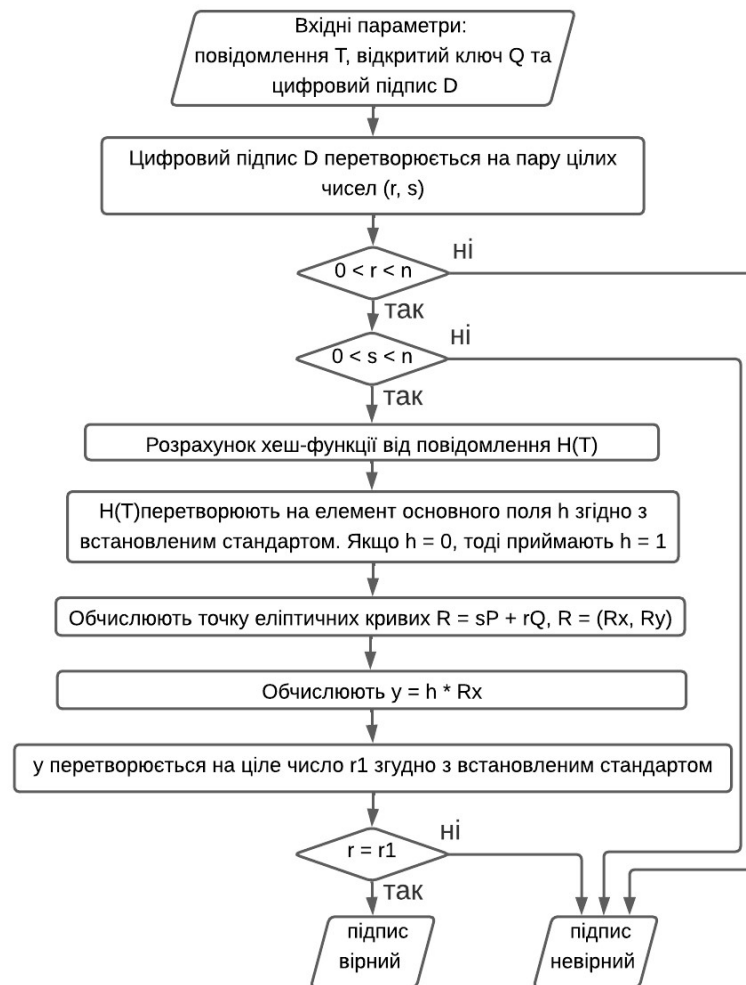 Вхідні параметри:
повідомлення T, відкритий ключ Q та
цифровий підпис D
Цифровий підпис D перетворюється на пару цілих
чисел (r, s)
ні
0 < r < n
так
ні
0 < s < n
так
Розрахунок хеш-функції від повідомлення H(T)
H(T)перетворюють на елемент основного поля h згідно з
встановленим стандартом. Якщо h = 0, тоді приймають h = 1
Обчислюють точку еліптичних кривих R = sP + rQ, R = (Rx, Ry)
Обчислюють y = h * Rx
y перетворюється на ціле число r1 згудно з встановленим стандартом
ні
r = r1
так
підпис
вірний
підпис
невірний